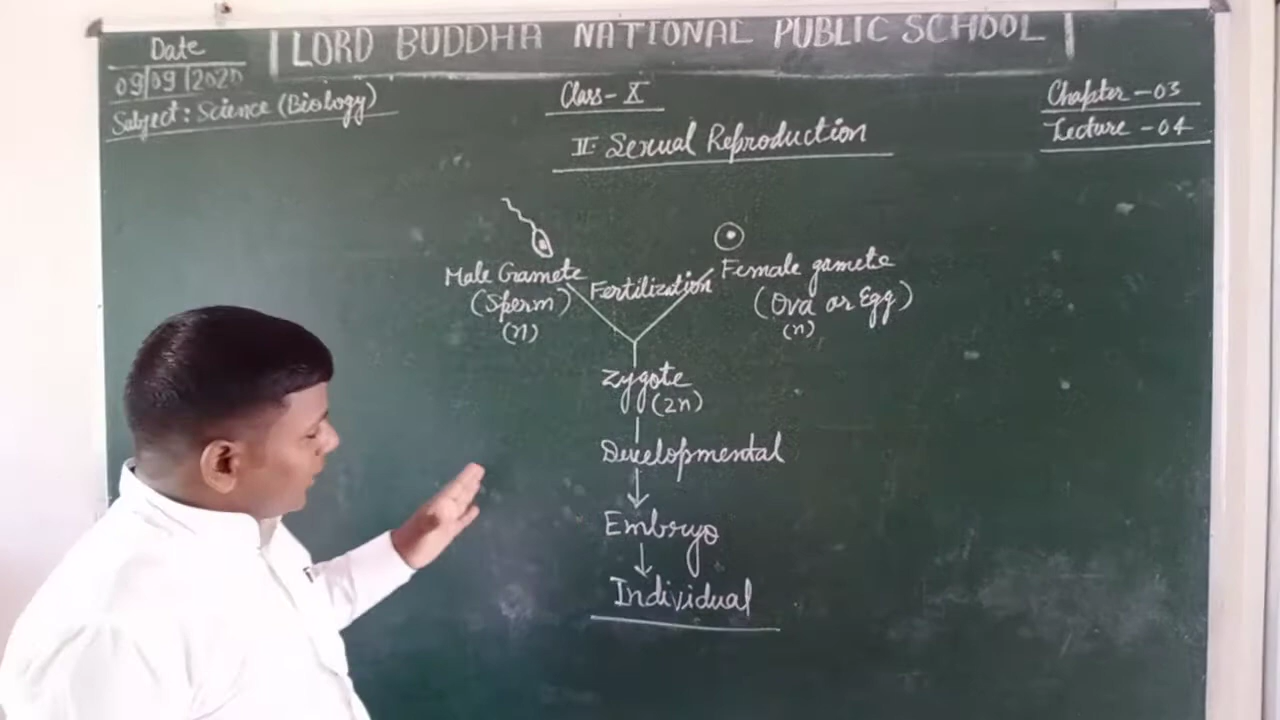 Date
LORD BUDDHA NATIONAL PUBLIC SCHOOL
09/09/2020
Subject: Science (Biology)
Class - X
Chapter - 03
Lecture - 04
II. Sexual Reproduction
Male Gamete
Fertilization
Female gamete
(Sperm)
(Ova or Egg)
(n)
(n)
Zygote
(2n)
Developmental
Embryo
Individual